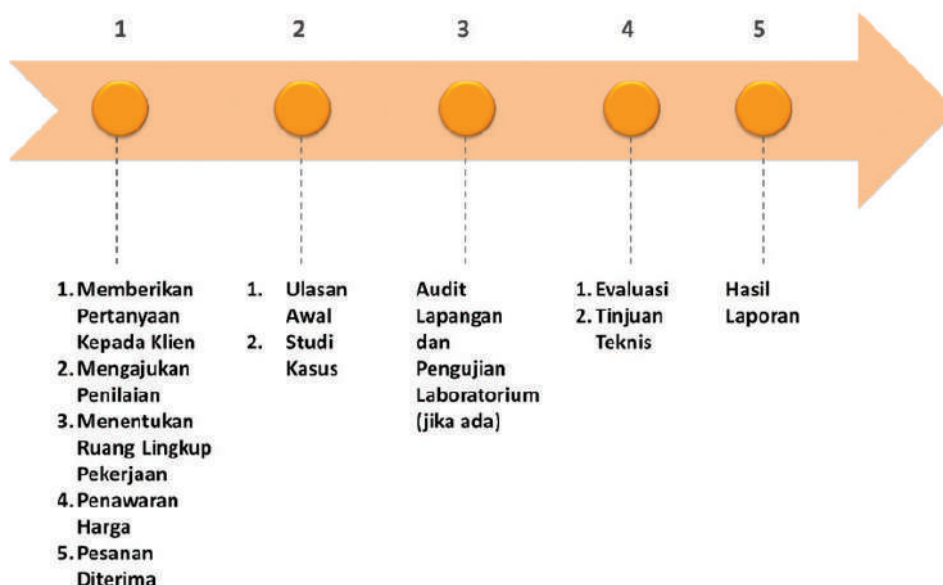 1 2 3 4 5
1. Memberikan
Pertanyaan
Kepada Klien
2. Mengajukan
Penilaian
3. Menentukan
Ruang Lingkup
Pekerjaan
4. Penawaran
Harga
5. Pesanan
Diterima
1. Ulasan
Awal
2. Studi
Kasus
Audit
Lapangan
dan
Pengujian
Laboratorium
(jika ada)
1. Evaluasi
2. Tinjuan
Teknis
Hasil
Laporan